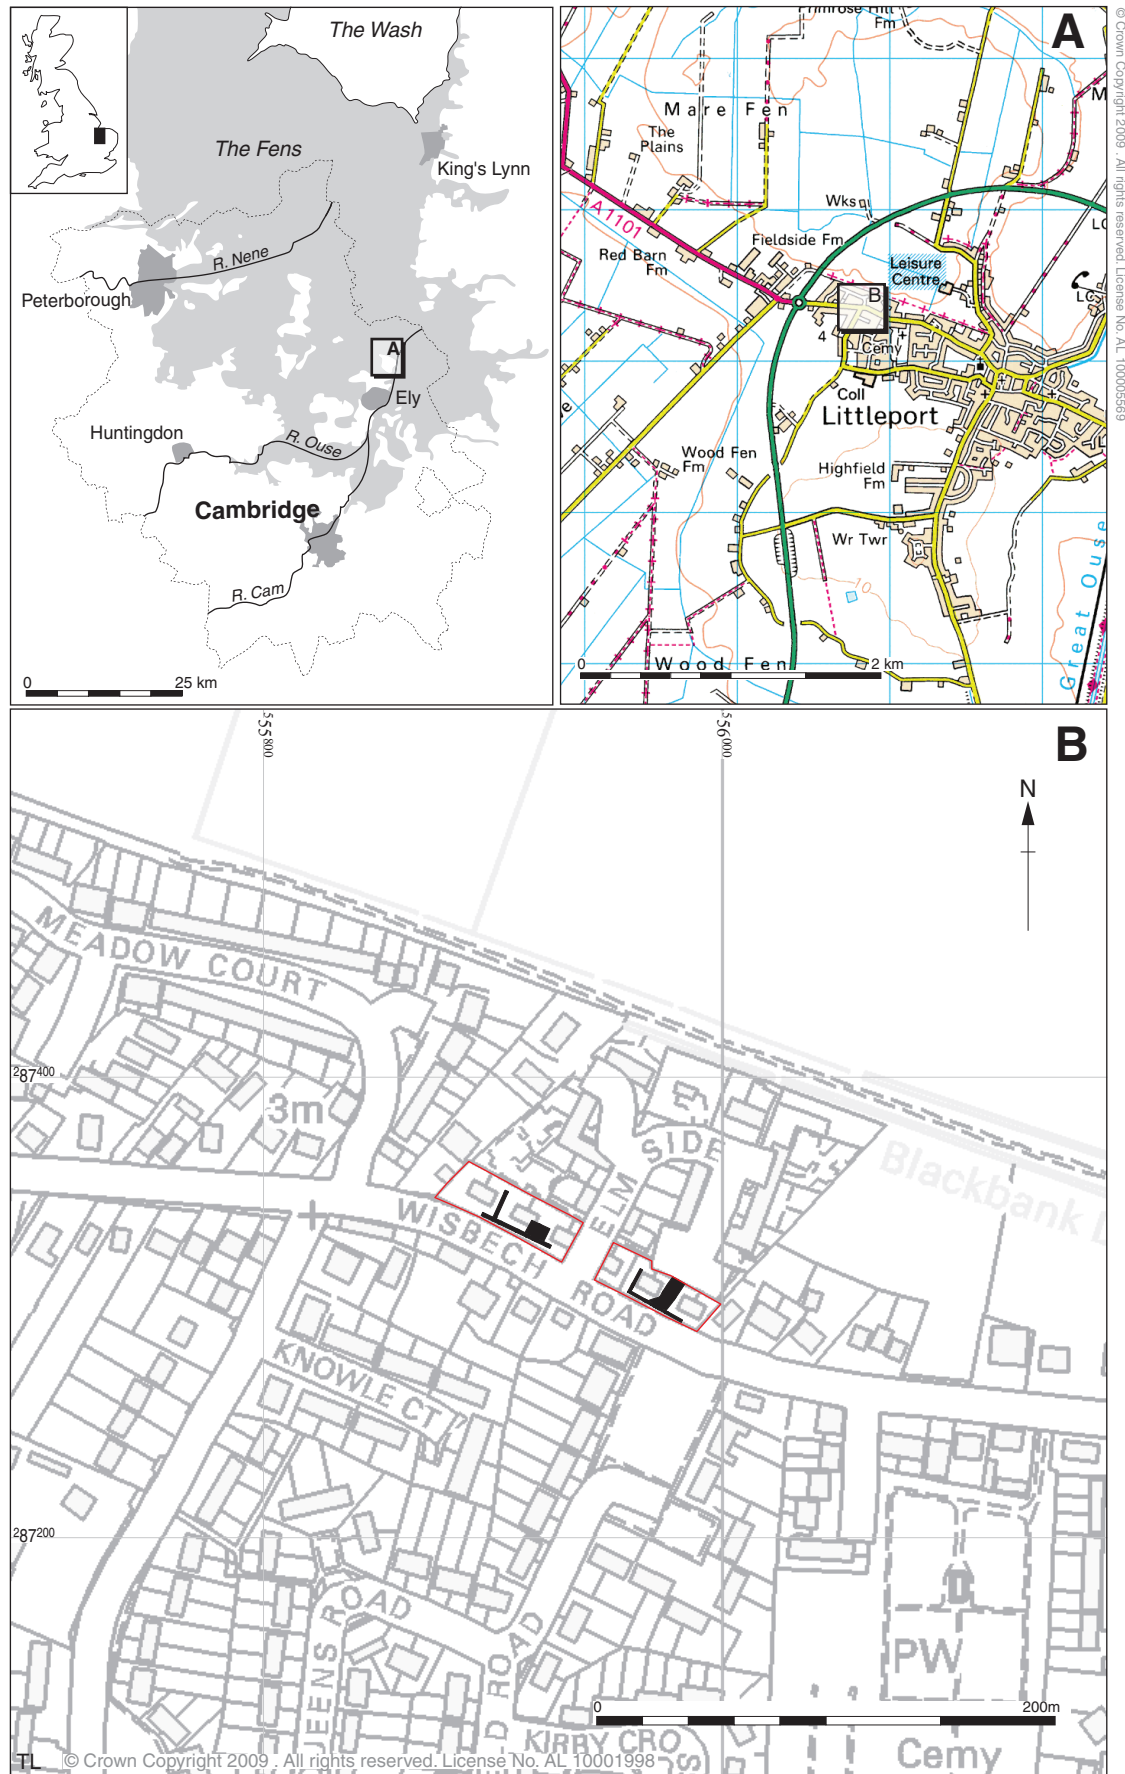 The Wash
The Fens
King's Lynn
R. Nene
Peterborough
A
Ely
Huntingdon
R. Ouse
Cambridge
R. Cam
0 25 km
A
Fm
Mare Fen
The
Plains
A1101
Wks
Fieldside Fm
Red Barn
Fm
Leisure
Centre
B
4
Cemy
Coll
Littleport
Wood Fen
Fm
Highfield
Fm
Wr Twr
10
Great Ouse
Wood Fen
0 2 km
© Crown Copyright 2009 . All rights reserved. License No. AL 100005569
B
555800
556000
N
MEADOW COURT
287400
3m
ELM SIDE
Blackbank
WISBECH ROAD
KNOWLE CT
287200
ROAD
ROAD
PW
0 200m
KIRBY CRO
Cemy
TL
© Crown Copyright 2009 . All rights reserved. License No. AL 10001998